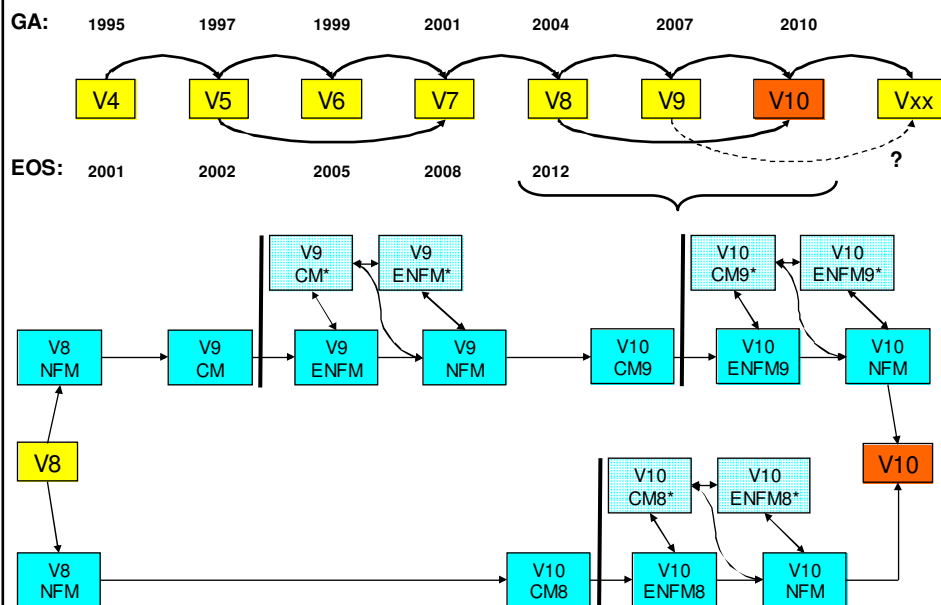 GA: 1995 1997 1999 2001 2004 2007 2010
V4 V5 V6 V7 V8 V9 V10 Vxx
?
EOS: 2001 2002 2005 2008 2012
V9 V9 V10 V10
CM* ENFM* CM9* ENFM9*
V8 V9 V9 V9 V10 V10 V10
NFM CM ENFM NFM CM9 ENFM9 NFM
V8 V10
V10 V10
CM8* ENFM8*
V8 V10 V10 V10
NFM CM8 ENFM8 NFM